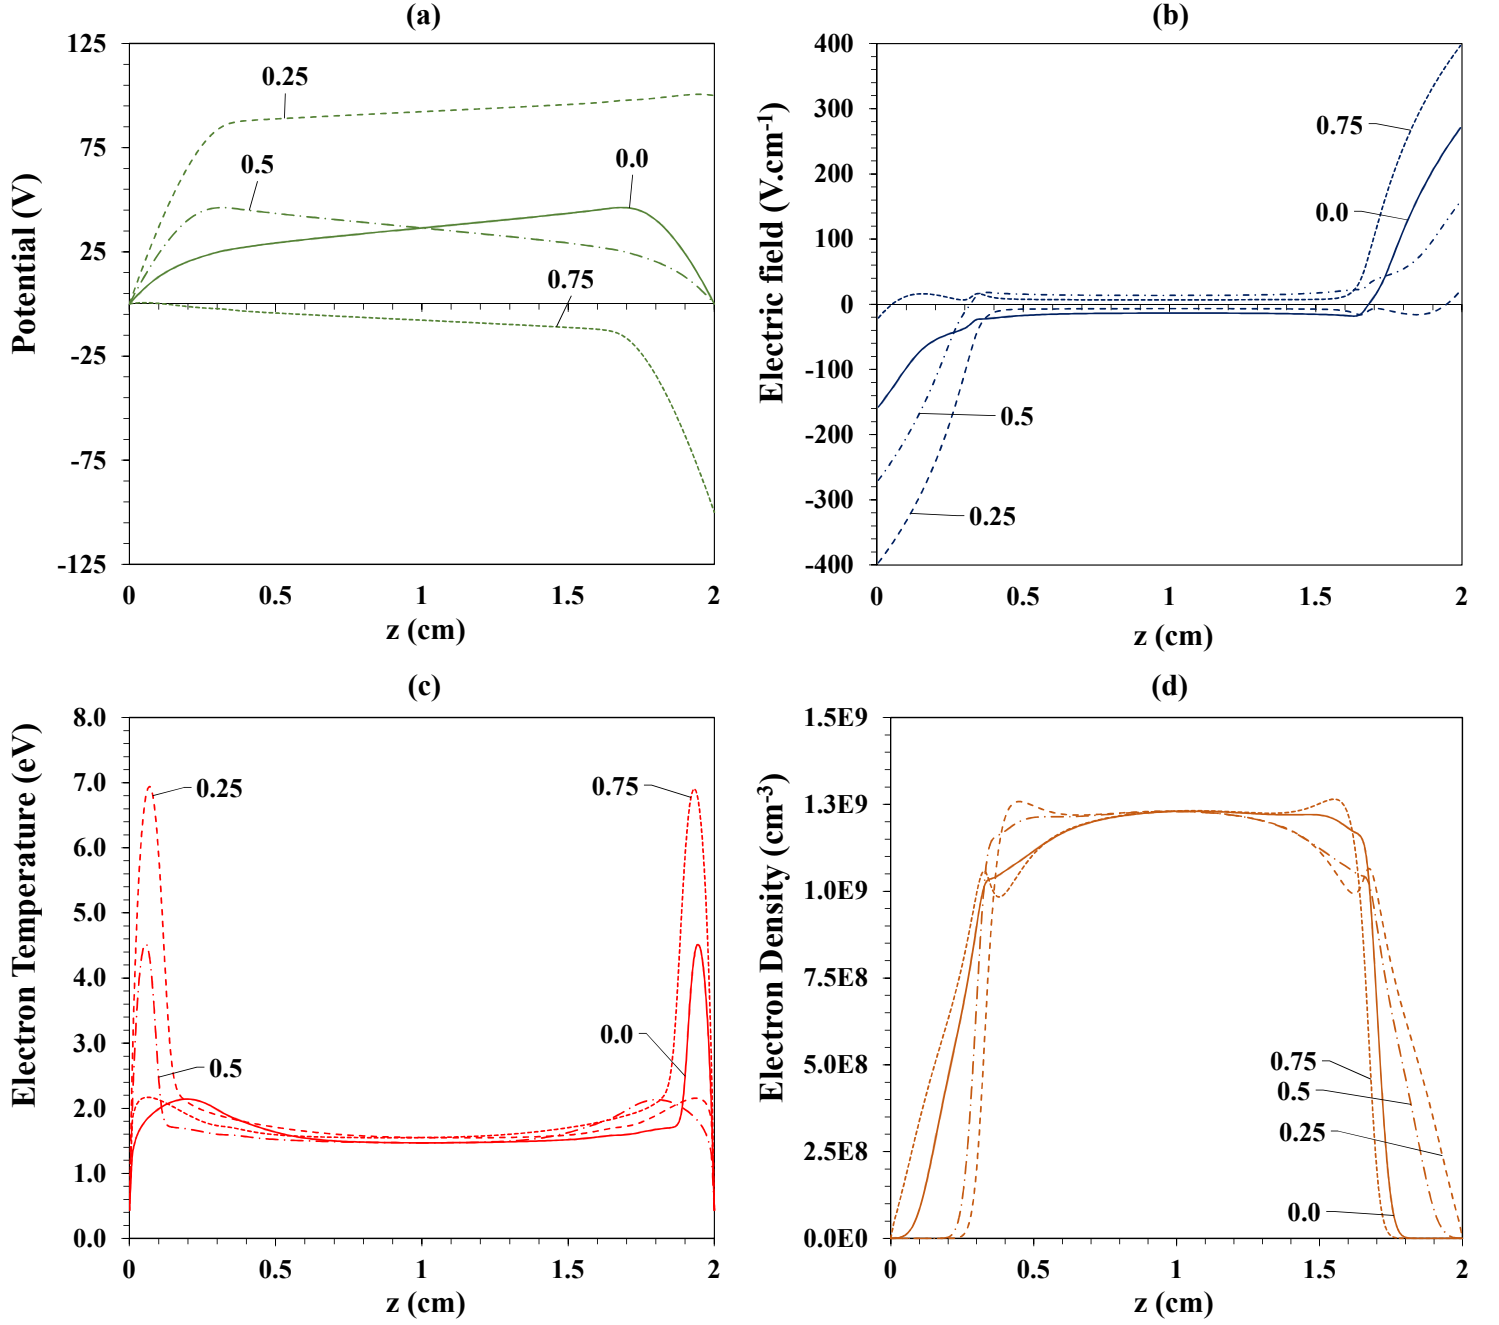 (a)
125
75
25
-25
-75
-125
Potential (V)
0.25
0.5
0.0
0.75
0 0.5 1 1.5 2
z (cm)
(b)
400
300
200
100
0
-100
-200
-300
-400
Electric field (V.cm-1)
0.75
0.0
0.5
0.25
0 0.5 1 1.5 2
z (cm)
(c)
8.0
7.0
6.0
5.0
4.0
3.0
2.0
1.0
0.0
Electron Temperature (eV)
0.25
0.75
0.0
0.5
0 0.5 1 1.5 2
z (cm)
(d)
1.5E9
1.3E9
1.0E9
7.5E8
5.0E8
2.5E8
0.0E0
Electron Density (cm-3)
0.75
0.5
0.25
0.0
0 0.5 1 1.5 2
z (cm)